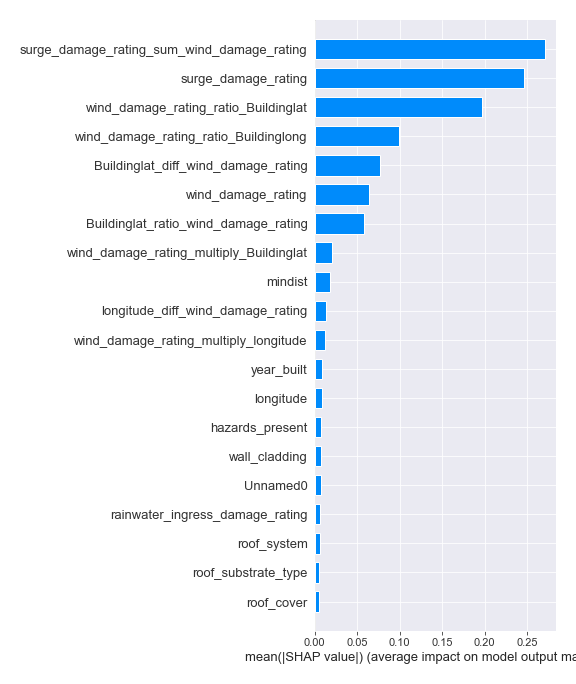 surge_damage_rating_sum_wind_damage_rating
surge_damage_rating
wind_damage_rating_ratio_Buildinglat
wind_damage_rating_ratio_Buildinglong
Buildinglat_diff_wind_damage_rating
wind_damage_rating
Buildinglat_ratio_wind_damage_rating
wind_damage_rating_multiply_Buildinglat
mindist
longitude_diff_wind_damage_rating
wind_damage_rating_multiply_longitude
year_built
longitude
hazards_present
wall_cladding
Unnamed0
rainwater_ingress_damage_rating
roof_system
roof_substrate_type
roof_cover
0.00 0.05 0.10 0.15 0.20 0.25
mean(|SHAP value|) (average impact on model output ma